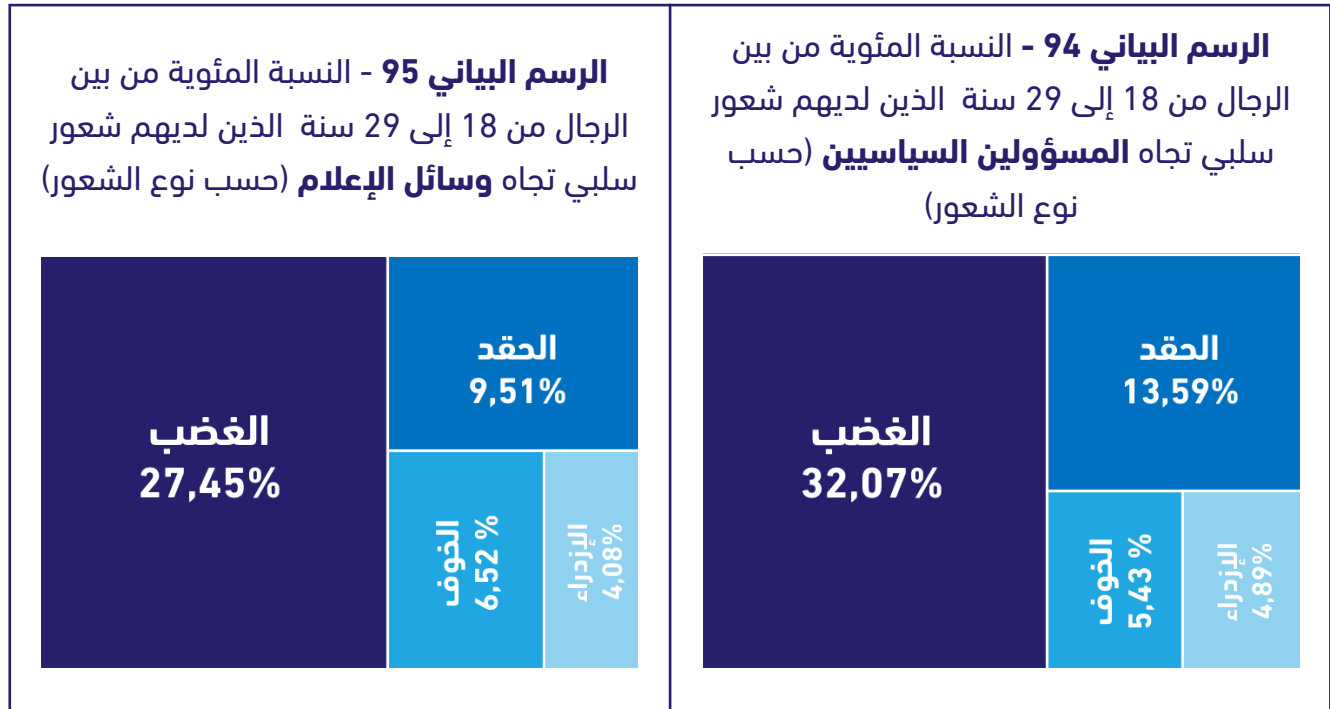 الرسم البياني 94 - النسبة المئوية من بين
الرجال من 18 إلى 29 سنة الذين لديهم شعور
سلبي تجاه المسؤولين السياسيين (حسب
نوع الشعور)
الغضب
32,07%
الحقد
13,59%
الخوف
5,43 %
الإزدراء
4,89%
الرسم البياني 95 - النسبة المئوية من بين
الرجال من 18 إلى 29 سنة الذين لديهم شعور
سلبي تجاه وسائل الإعلام (حسب نوع الشعور)
الغضب
27,45%
الحقد
9,51%
الخوف
6,52 %
الإزدراء
4,08%